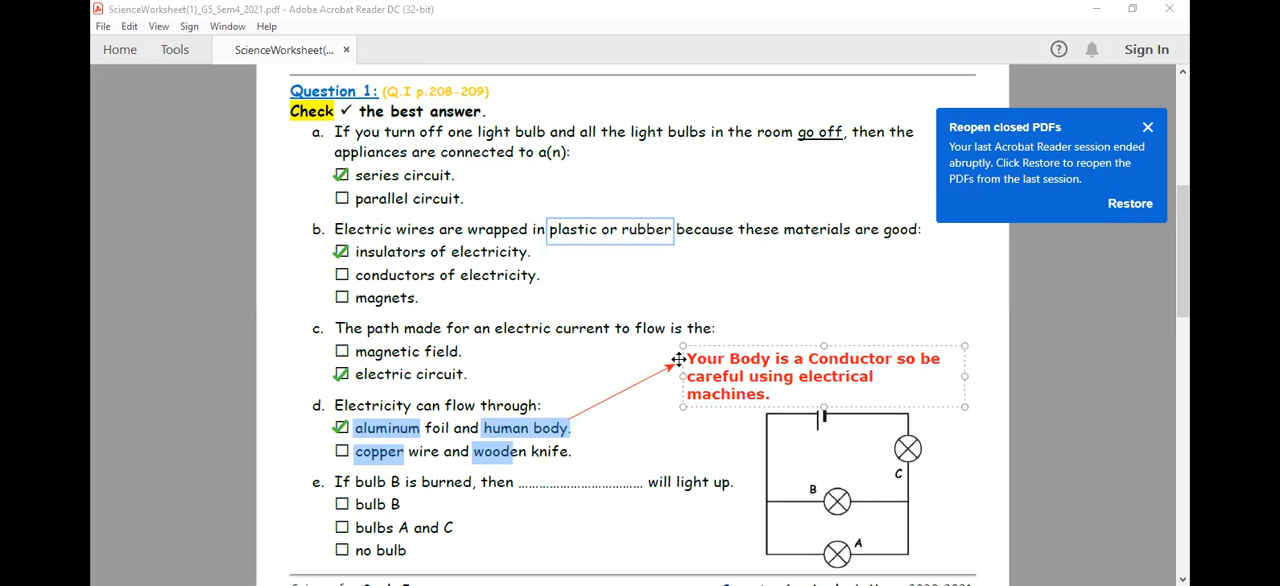 ScienceWorksheet(1)_G5_Sem4_2021.pdf - Adobe Acrobat Reader DC (32-bit)
File Edit View Sign Window Help
Home Tools ScienceWorksheet(... × ? Sign In
Question 1: (Q.I p.208-209)
Check ✓ the best answer.
a. If you turn off one light bulb and all the light bulbs in the room go off, then the
appliances are connected to a(n):
series circuit.
parallel circuit.
b. Electric wires are wrapped in plastic or rubber because these materials are good:
insulators of electricity.
conductors of electricity.
magnets.
c. The path made for an electric current to flow is the:
magnetic field.
electric circuit.
d. Electricity can flow through:
aluminum foil and human body.
copper wire and wooden knife.
e. If bulb B is burned, then ................................. will light up.
bulb B
bulbs A and C
no bulb
Reopen closed PDFs
Your last Acrobat Reader session ended
abruptly. Click Restore to reopen the
PDFs from the last session.
Restore
Your Body is a Conductor so be
careful using electrical
machines.
C
B
A